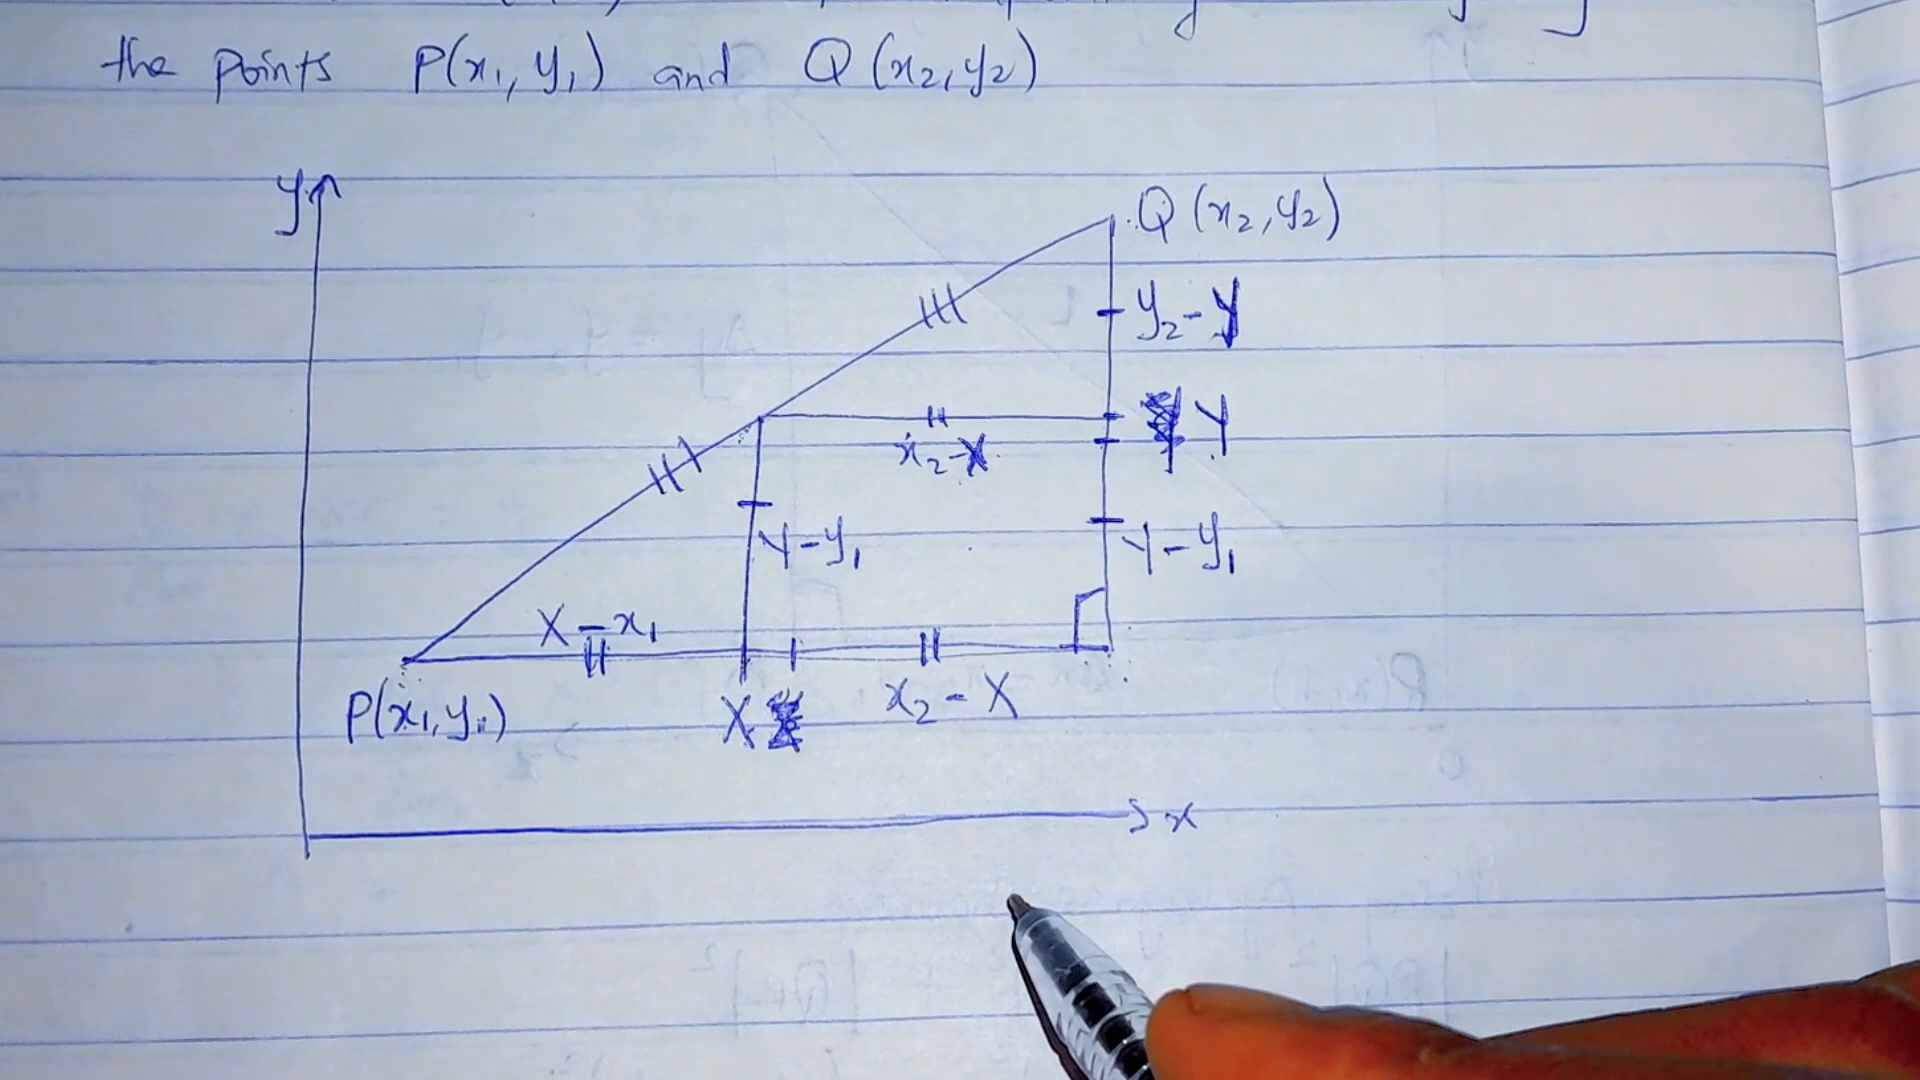 the points P(x₁, y₁) and Q (x₂, y₂)
y
Q (x₂, y₂)
y₂ - y
Y
x₂ - X
Y - y₁
Y - y₁
X - x₁
P(x₁, y₁)
X
x₂ - X
x